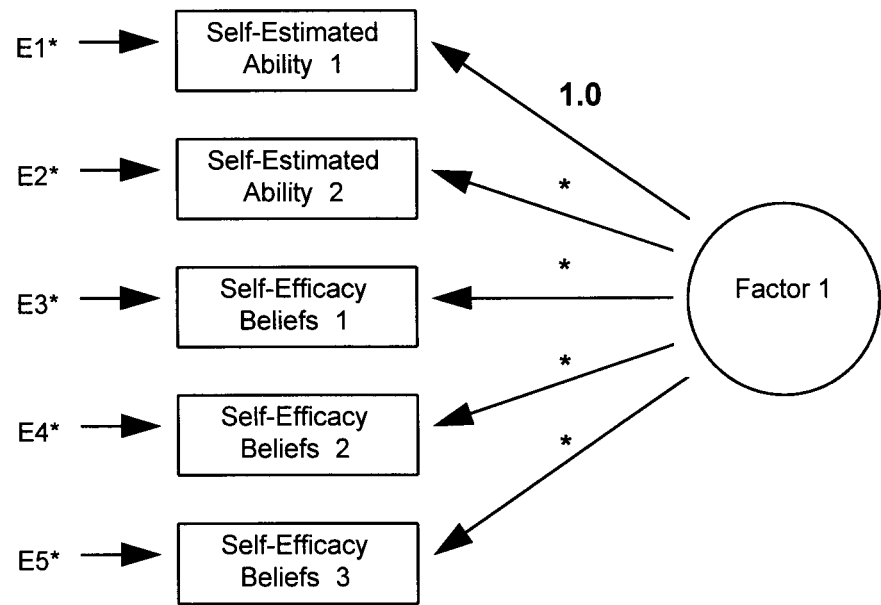 E1*
Self-Estimated
Ability 1
1.0
E2*
Self-Estimated
Ability 2
*
E3*
Self-Efficacy
Beliefs 1
*
Factor 1
E4*
Self-Efficacy
Beliefs 2
*
E5*
Self-Efficacy
Beliefs 3
*